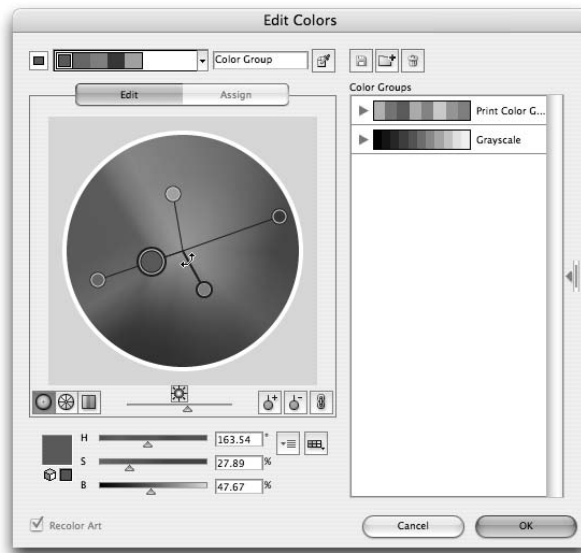 Edit Colors
Color Group
Edit Assign
Color Groups
Print Color G...
Grayscale
H 163.54 °
S 27.89 %
B 47.67 %
Recolor Art
Cancel OK